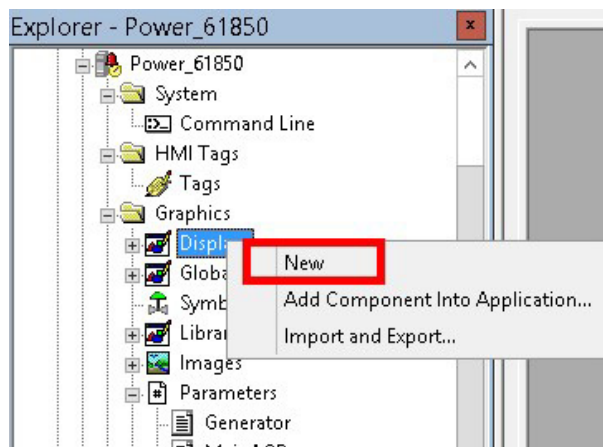 Explorer - Power_61850
x
Power_61850
System
Command Line
HMI Tags
Tags
Graphics
New
Add Component Into Application...
Import and Export...
Images
Parameters
Generator